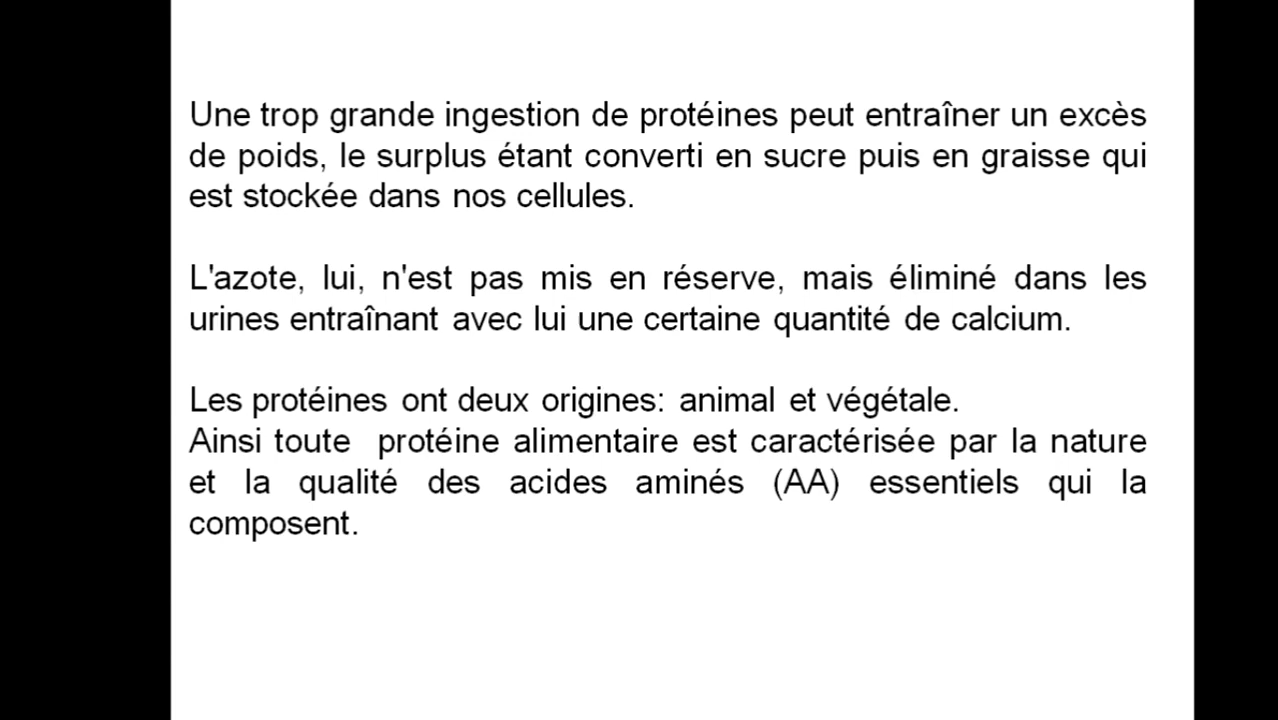 Une trop grande ingestion de protéines peut entraîner un excès
de poids, le surplus étant converti en sucre puis en graisse qui
est stockée dans nos cellules.
L'azote, lui, n'est pas mis en réserve, mais éliminé dans les
urines entraînant avec lui une certaine quantité de calcium.
Les protéines ont deux origines: animal et végétale.
Ainsi toute protéine alimentaire est caractérisée par la nature
et la qualité des acides aminés (AA) essentiels qui la
composent.